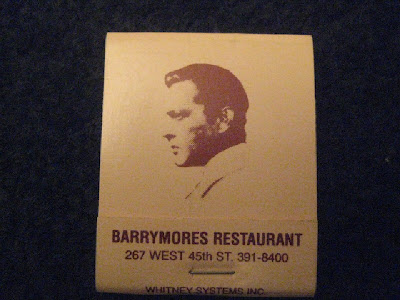 BARRYMORES RESTAURANT
267 WEST 45th ST. 391-8400
WHITNEY SYSTEMS INC